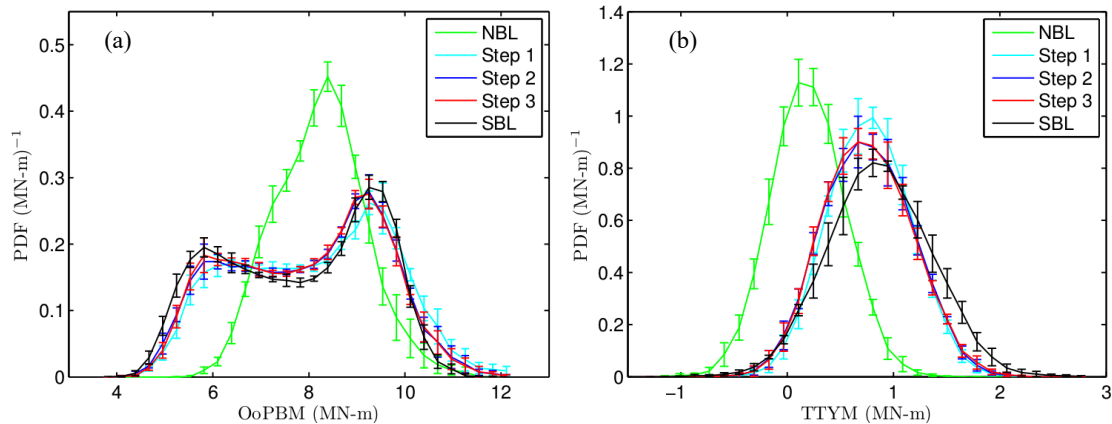 (a)
NBL
Step 1
Step 2
Step 3
SBL
PDF (MN-m)⁻¹
0.5
0.4
0.3
0.2
0.1
0
4 6 8 10 12
OoPBM (MN-m)
(b)
NBL
Step 1
Step 2
Step 3
SBL
PDF (MN-m)⁻¹
1.4
1.2
1
0.8
0.6
0.4
0.2
0
−1 0 1 2 3
TTYM (MN-m)